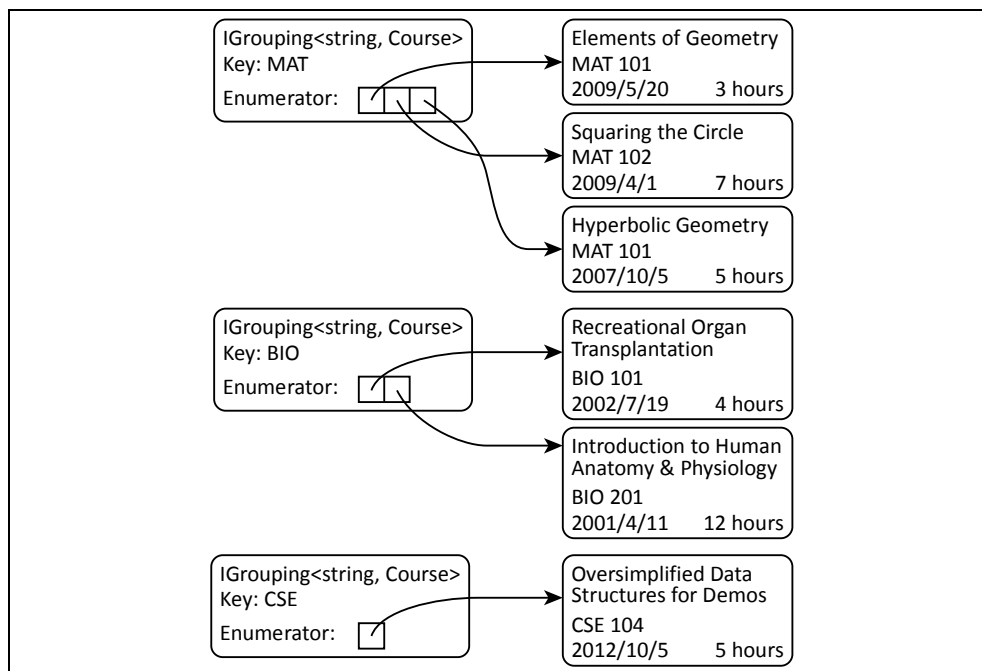 IGrouping<string, Course>
Key: MAT
Enumerator:
Elements of Geometry
MAT 101
2009/5/20 3 hours
Squaring the Circle
MAT 102
2009/4/1 7 hours
Hyperbolic Geometry
MAT 101
2007/10/5 5 hours
IGrouping<string, Course>
Key: BIO
Enumerator:
Recreational Organ
Transplantation
BIO 101
2002/7/19 4 hours
Introduction to Human
Anatomy & Physiology
BIO 201
2001/4/11 12 hours
IGrouping<string, Course>
Key: CSE
Enumerator:
Oversimplified Data
Structures for Demos
CSE 104
2012/10/5 5 hours